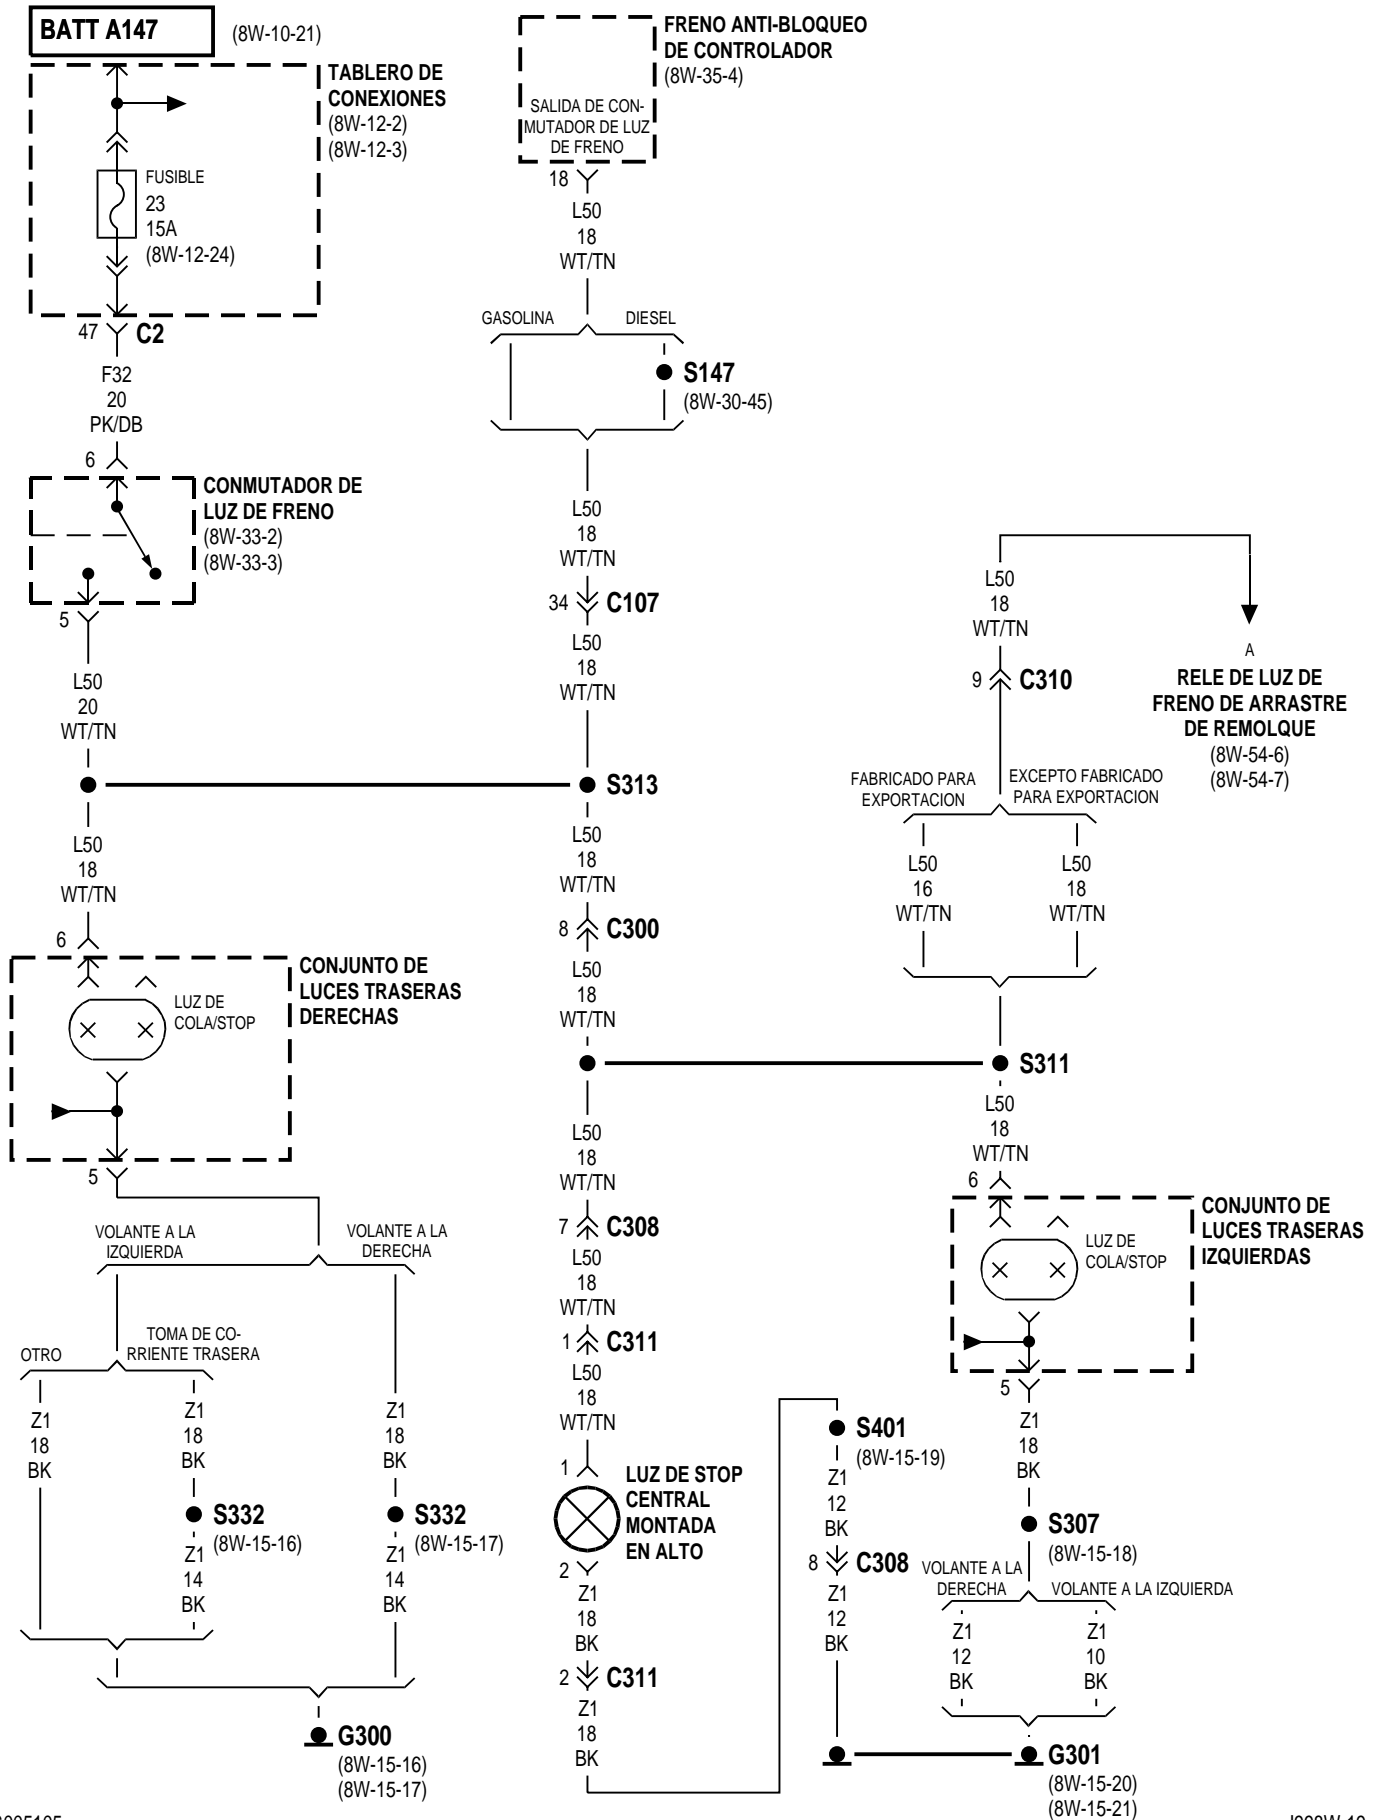 BATT A147
(8W-10-21)
TABLERO DE
CONEXIONES
(8W-12-2)
(8W-12-3)
FUSIBLE
23
15A
(8W-12-24)
47
C2
F32
20
PK/DB
6
CONMUTADOR DE
LUZ DE FRENO
(8W-33-2)
(8W-33-3)
5
L50
20
WT/TN
L50
18
WT/TN
6
CONJUNTO DE
LUCES TRASERAS
DERECHAS
LUZ DE
COLA/STOP
5
VOLANTE A LA
IZQUIERDA
VOLANTE A LA
DERECHA
OTRO
TOMA DE CO-
RRIENTE TRASERA
Z1
18
BK
Z1
18
BK
S332
(8W-15-16)
Z1
14
BK
Z1
18
BK
S332
(8W-15-17)
Z1
14
BK
G300
(8W-15-16)
(8W-15-17)
FRENO ANTI-BLOQUEO
DE CONTROLADOR
(8W-35-4)
SALIDA DE CON-
MUTADOR DE LUZ
DE FRENO
18
L50
18
WT/TN
GASOLINA
DIESEL
S147
(8W-30-45)
L50
18
WT/TN
34
C107
L50
18
WT/TN
S313
L50
18
WT/TN
8
C300
L50
18
WT/TN
L50
18
WT/TN
7
C308
L50
18
WT/TN
1
C311
L50
18
WT/TN
1
LUZ DE STOP
CENTRAL
MONTADA
EN ALTO
2
Z1
18
BK
2
C311
Z1
18
BK
S401
(8W-15-19)
Z1
12
BK
8
C308
Z1
12
BK
L50
18
WT/TN
9
C310
A
RELE DE LUZ DE
FRENO DE ARRASTRE
DE REMOLQUE
(8W-54-6)
(8W-54-7)
FABRICADO PARA
EXPORTACION
EXCEPTO FABRICADO
PARA EXPORTACION
L50
16
WT/TN
L50
18
WT/TN
S311
L50
18
WT/TN
6
CONJUNTO DE
LUCES TRASERAS
IZQUIERDAS
LUZ DE
COLA/STOP
5
Z1
18
BK
S307
(8W-15-18)
VOLANTE A LA
DERECHA
VOLANTE A LA IZQUIERDA
Z1
12
BK
Z1
10
BK
G301
(8W-15-20)
(8W-15-21)